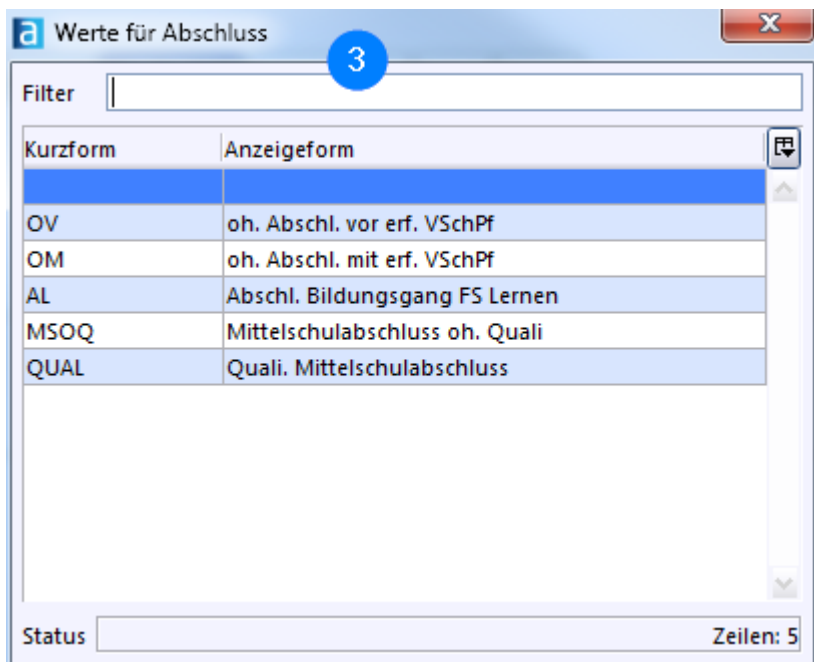 a Werte für Abschluss
3
Filter
Kurzform Anzeigeform
OV oh. Abschl. vor erf. VSchPf
OM oh. Abschl. mit erf. VSchPf
AL Abschl. Bildungsgang FS Lernen
MSOQ Mittelschulabschluss oh. Quali
QUAL Quali. Mittelschulabschluss
Status Zeilen: 5